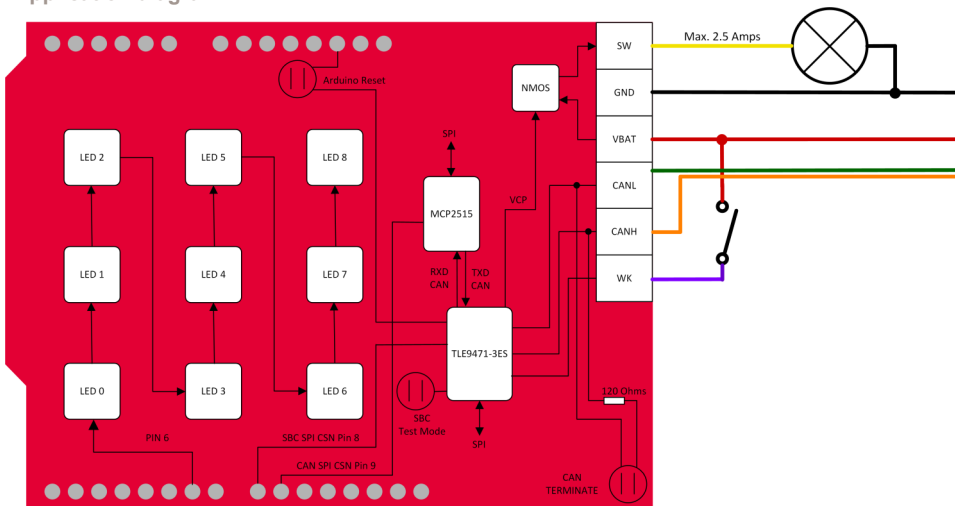 SW
Max. 2.5 Amps
Arduino Reset
NMOS
GND
SPI
VBAT
LED 2
LED 5
LED 8
CANL
VCP
MCP2515
CANH
LED 1
LED 4
LED 7
RXD
CAN
TXD
CAN
WK
TLE9471-3ES
LED 0
LED 3
LED 6
120 Ohms
SBC
Test Mode
PIN 6
SBC SPI CSN Pin 8
SPI
CAN SPI CSN Pin 9
CAN
TERMINATE